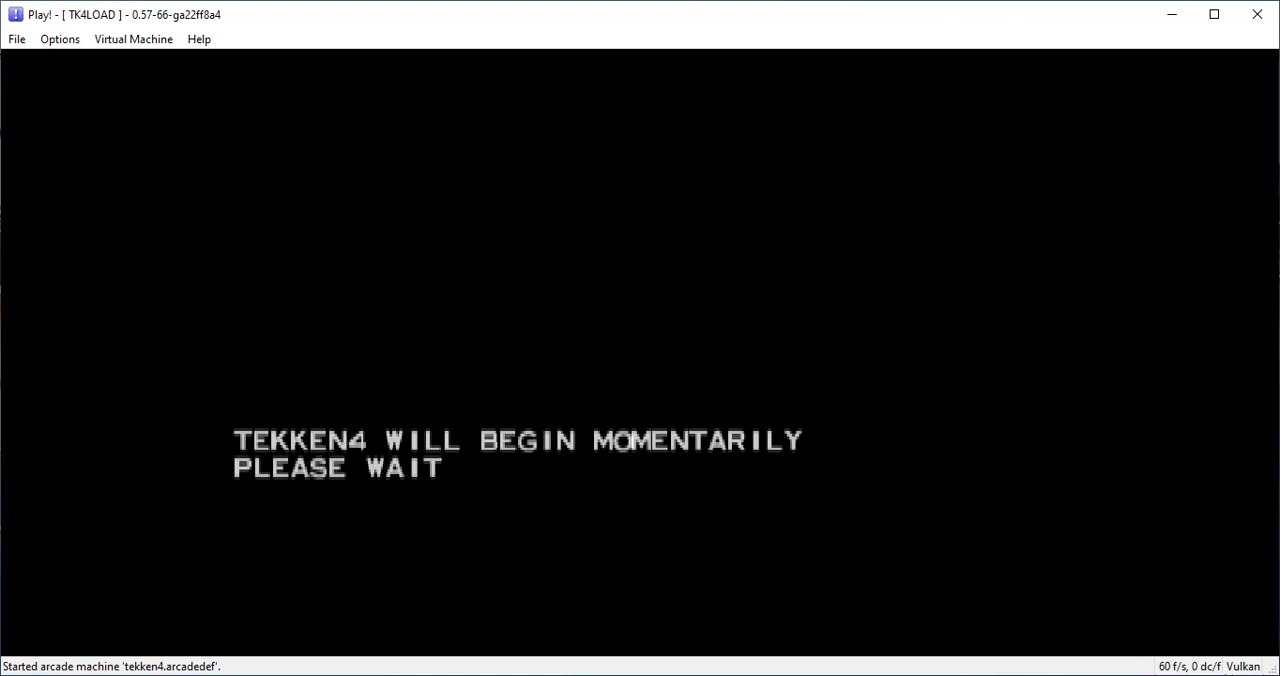 Play! - [ TK4LOAD ] - 0.57-66-ga22ff8a4
File Options Virtual Machine Help
TEKKEN4 WILL BEGIN MOMENTARILY
PLEASE WAIT
Started arcade machine 'tekken4.arcadedef'. 60 f/s, 0 dc/f Vulkan